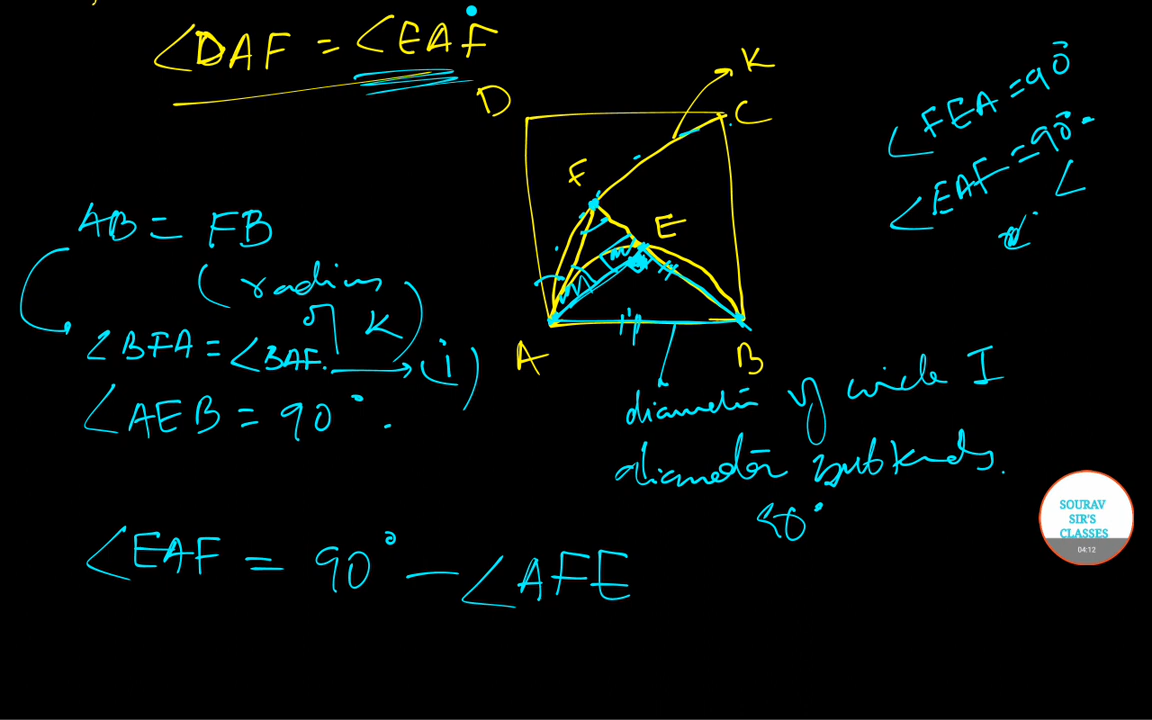 ∠DAF = ∠EAF
D
K
C
F
E
A
B
∠FEA = 90°
∠EAF = 90° -
∠
AB = FB
(radius
of K)
∠BFA = ∠BAF. → (i)
∠AEB = 90°.
diameter of circle I
diameter subtends.
90°
∠EAF = 90° - ∠AFE
SOURAV
SIR'S
CLASSES
04:12